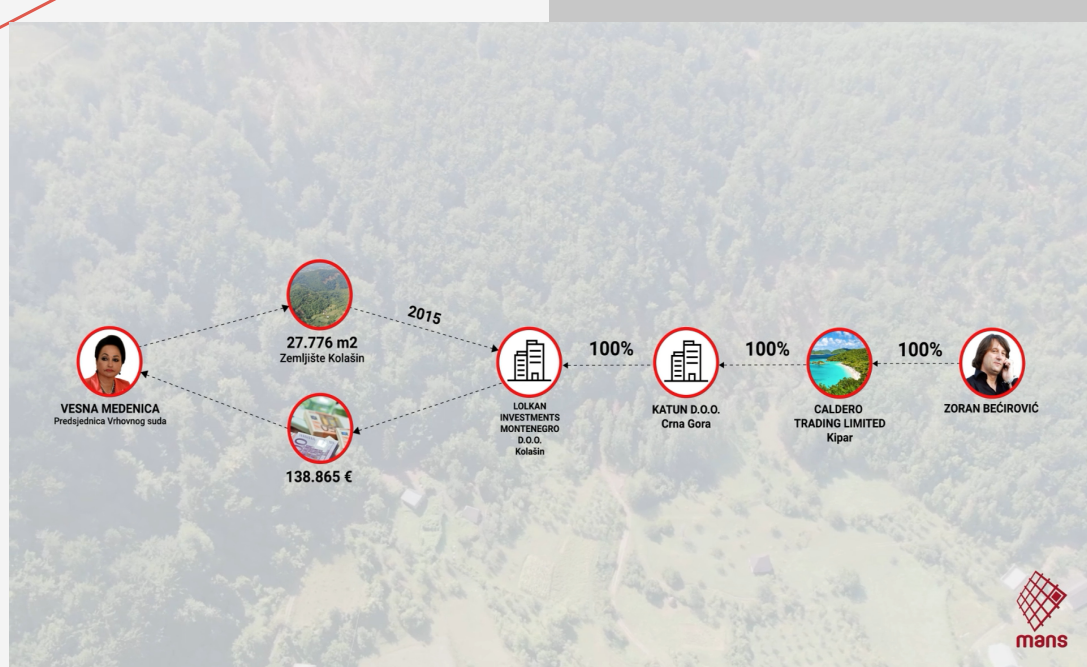 27.776 m2
Zemljište Kolašin
2015
VESNA MEDENICA
Predsjednica Vrhovnog suda
138.865 €
LOLKAN
INVESTMENTS
MONTENEGRO
D.O.O.
Kolašin
100%
KATUN D.O.O.
Crna Gora
100%
CALDERO
TRADING LIMITED
Kipar
100%
ZORAN BEĆIROVIĆ
mans